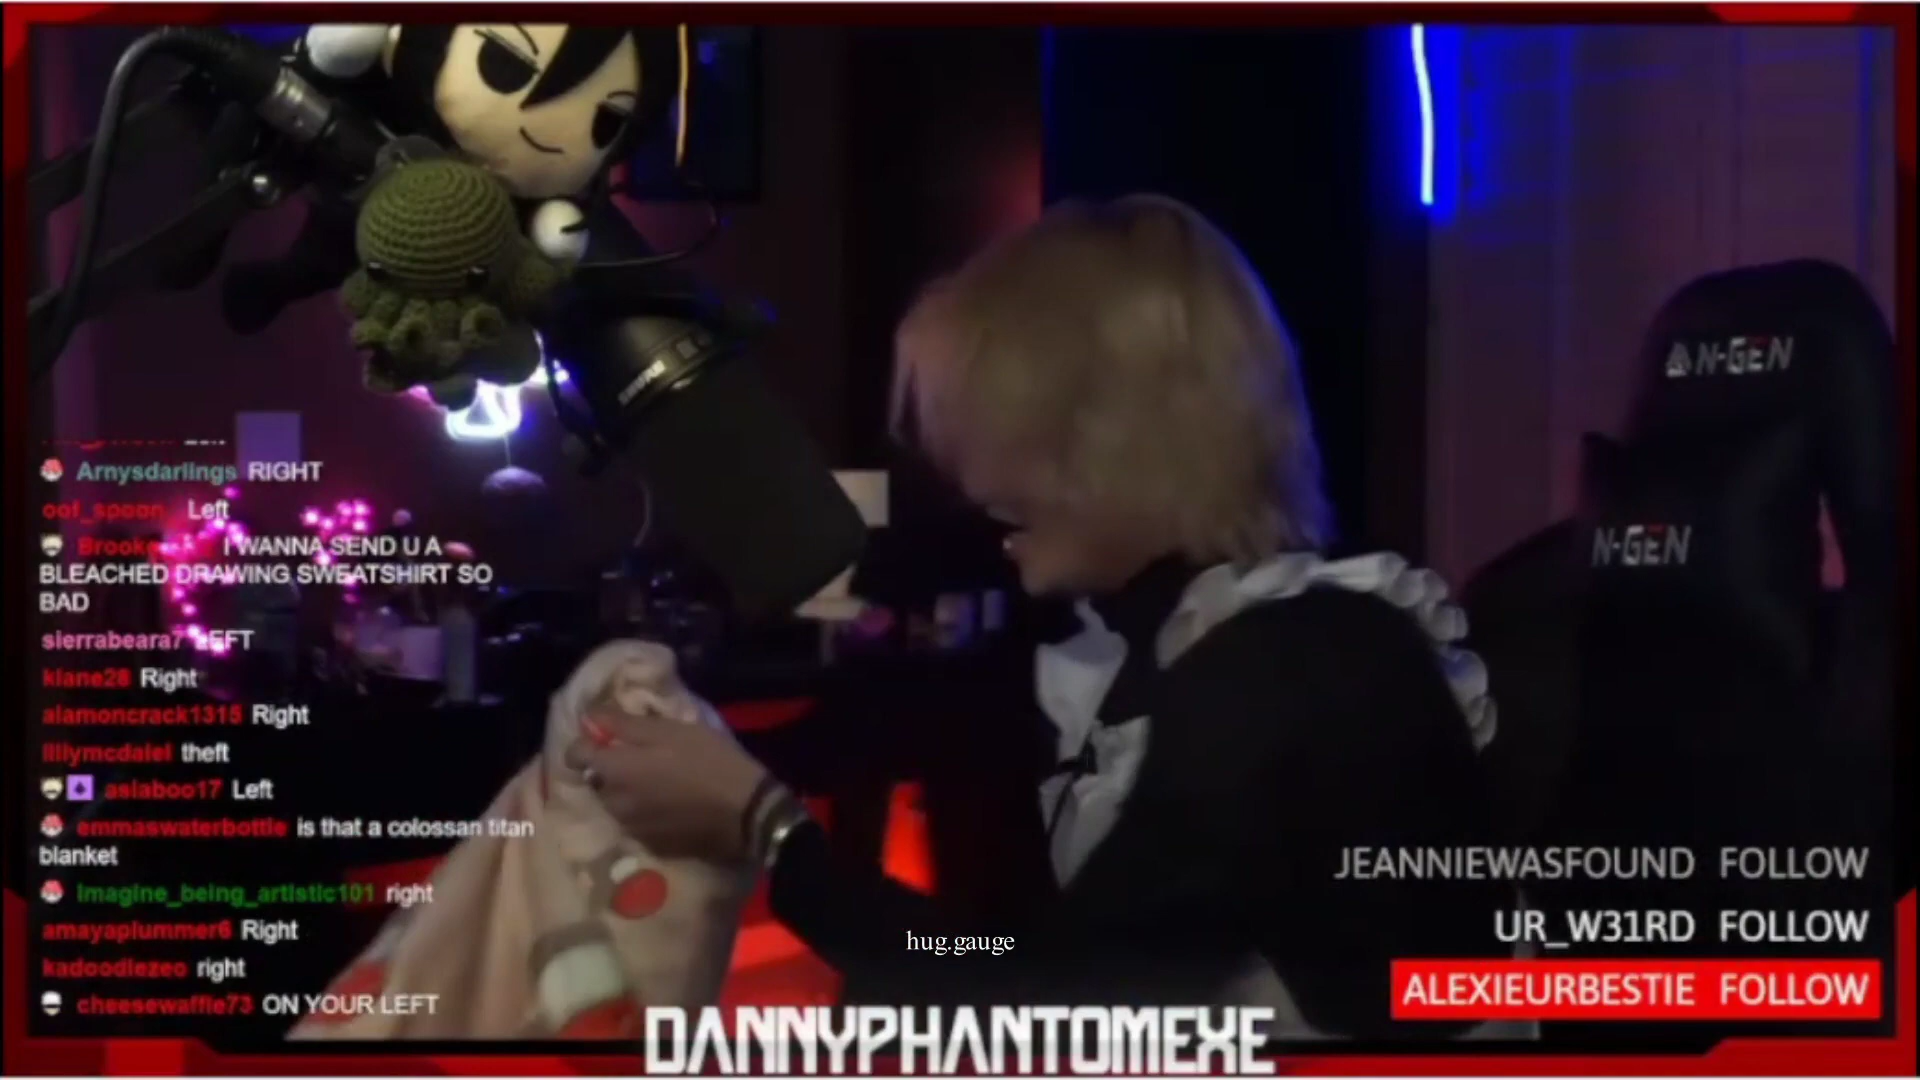 Arnysdarlings RIGHT
oof_spoon Left
I WANNA SEND U A
BLEACHED DRAWING SWEATSHIRT SO
BAD
sierrabeara7 LEFT
klane28 Right
alamoncrack1315 Right
lillymcdalel theft
asiaboo17 Left
emmaswaterbottle is that a colossan titan
blanket
Imagine_being_artistic101 right
amayaplummer6 Right
kadoodlezeo right
cheesewaffle73 ON YOUR LEFT
N-GEN
N-GEN
JEANNIEWASFOUND FOLLOW
UR_W31RD FOLLOW
ALEXIEURBESTIE FOLLOW
hug.gauge
DANNYPHANTOMEXE